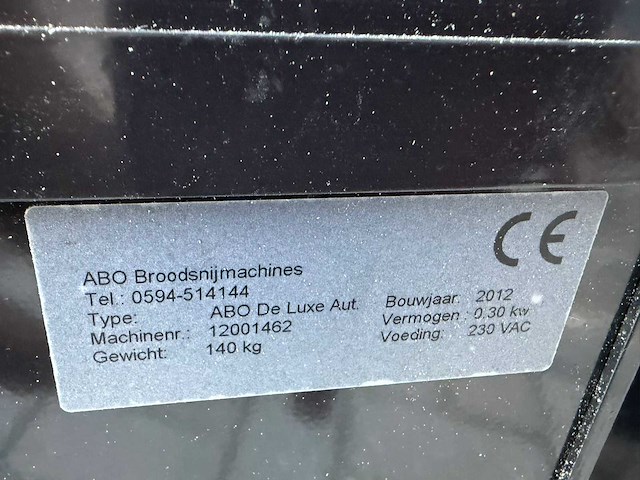 CE
ABO Broodsnijmachines
Tel.: 0594-514144
Type: ABO De Luxe Aut.
Machinenr.: 12001462
Gewicht: 140 kg
Bouwjaar: 2012
Vermogen: 0,30 kw
Voeding: 230 VAC